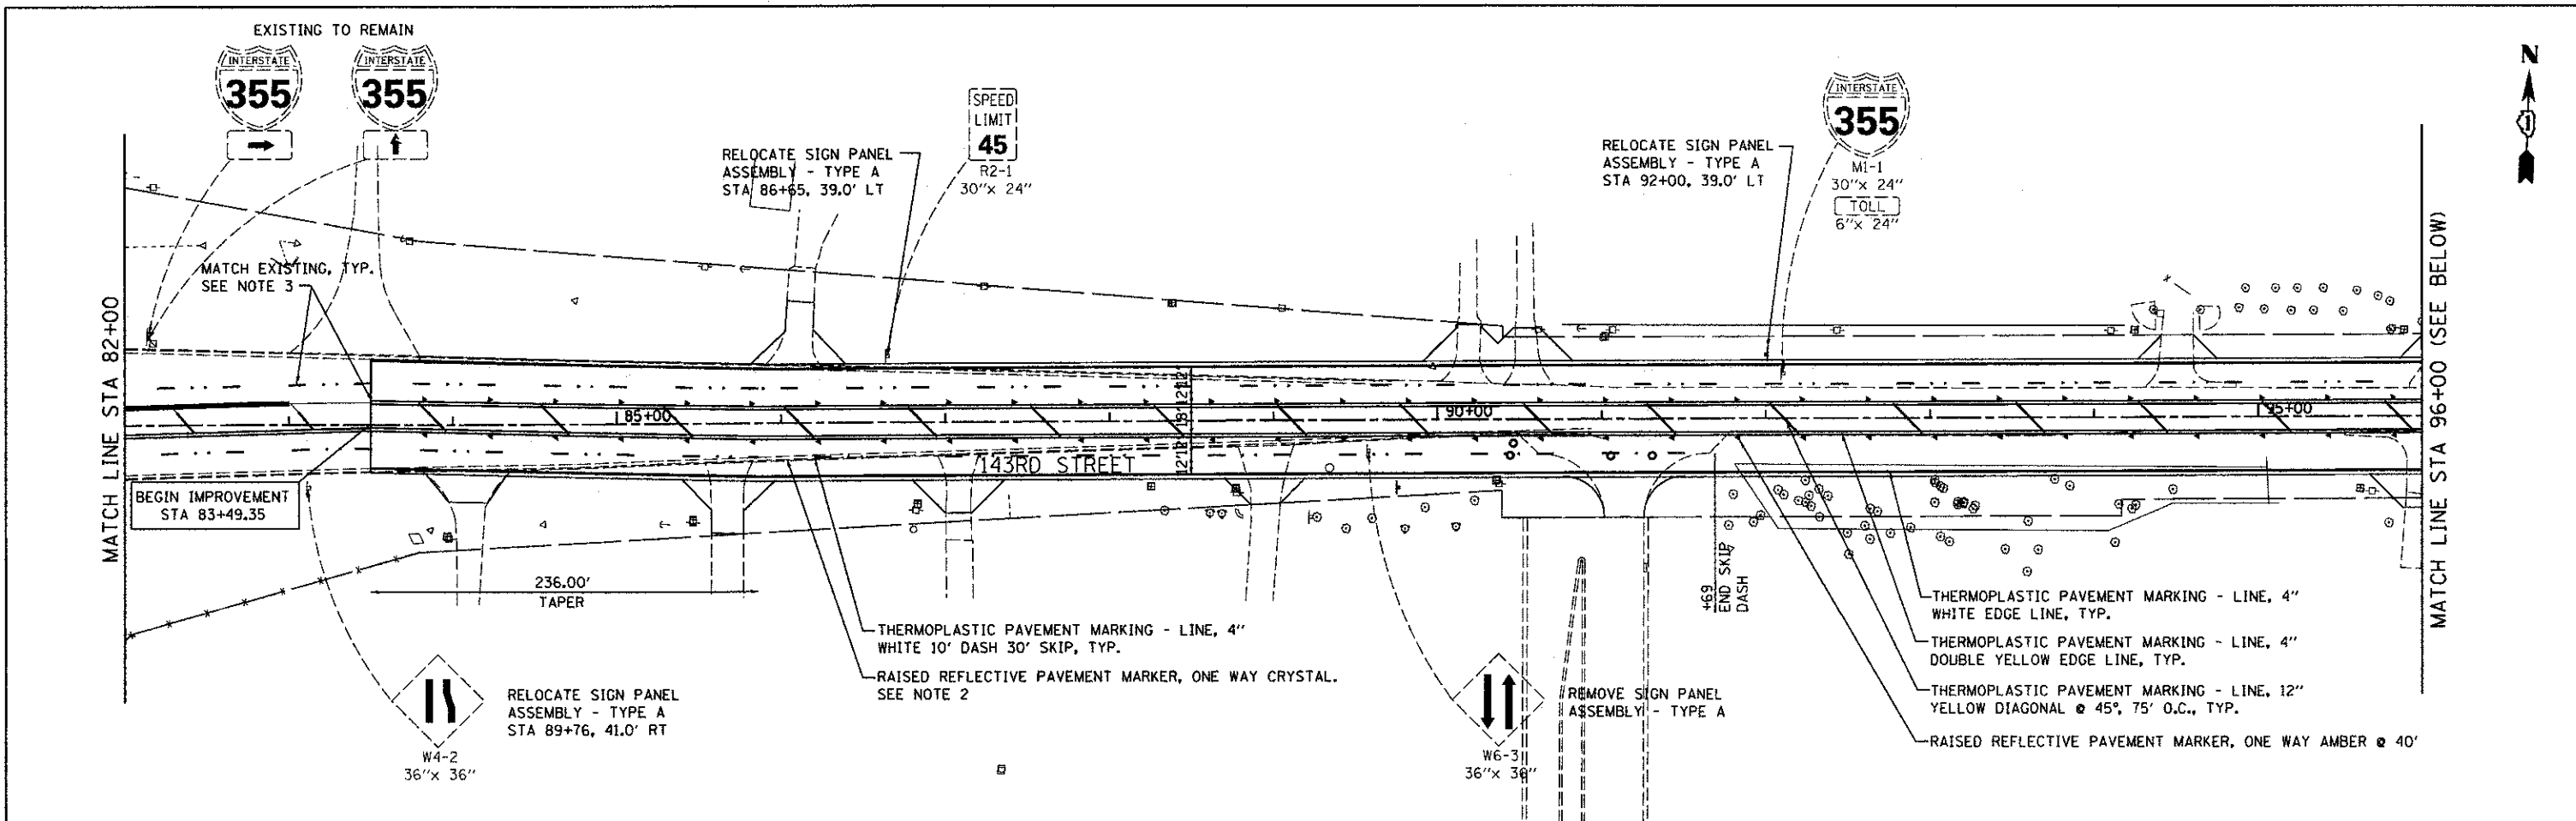 EXISTING TO REMAIN
INTERSTATE
355
INTERSTATE
355
SPEED
LIMIT
45
R2-1
30"x 24"
RELOCATE SIGN PANEL
ASSEMBLY - TYPE A
STA 86+65, 39.0' LT
RELOCATE SIGN PANEL
ASSEMBLY - TYPE A
STA 92+00, 39.0' LT
INTERSTATE
355
M1-1
30"x 24"
TOLL
6"x 24"
N
MATCH EXISTING, TYP.
SEE NOTE 3
MATCH LINE STA 82+00
MATCH LINE STA 96+00 (SEE BELOW)
85+00
90+00
95+00
12'12' 18'12'12'
143RD STREET
BEGIN IMPROVEMENT
STA 83+49.35
236.00'
TAPER
+69
END SKIP
DASH
THERMOPLASTIC PAVEMENT MARKING - LINE, 4"
WHITE 10' DASH 30' SKIP, TYP.
RAISED REFLECTIVE PAVEMENT MARKER, ONE WAY CRYSTAL.
SEE NOTE 2
THERMOPLASTIC PAVEMENT MARKING - LINE, 4"
WHITE EDGE LINE, TYP.
THERMOPLASTIC PAVEMENT MARKING - LINE, 4"
DOUBLE YELLOW EDGE LINE, TYP.
THERMOPLASTIC PAVEMENT MARKING - LINE, 12"
YELLOW DIAGONAL @ 45°, 75' O.C., TYP.
RAISED REFLECTIVE PAVEMENT MARKER, ONE WAY AMBER @ 40'
RELOCATE SIGN PANEL
ASSEMBLY - TYPE A
STA 89+76, 41.0' RT
W4-2
36"x 36"
REMOVE SIGN PANEL
ASSEMBLY - TYPE A
W6-3
36"x 36"